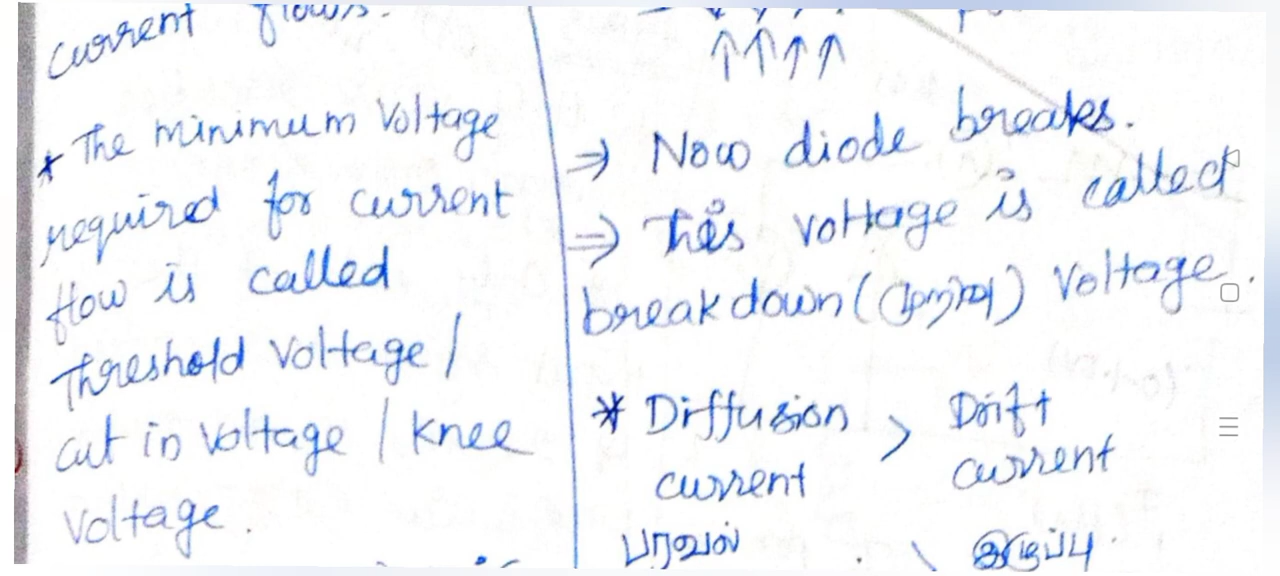 current flows.
* The minimum Voltage
required for current
flow is called
Threshold Voltage /
cut in voltage / knee
Voltage.
⇒ Now diode breaks.
⇒ This voltage is called
breakdown (முறிவு) Voltage.
* Diffusion > Drift
current current
பரவல்